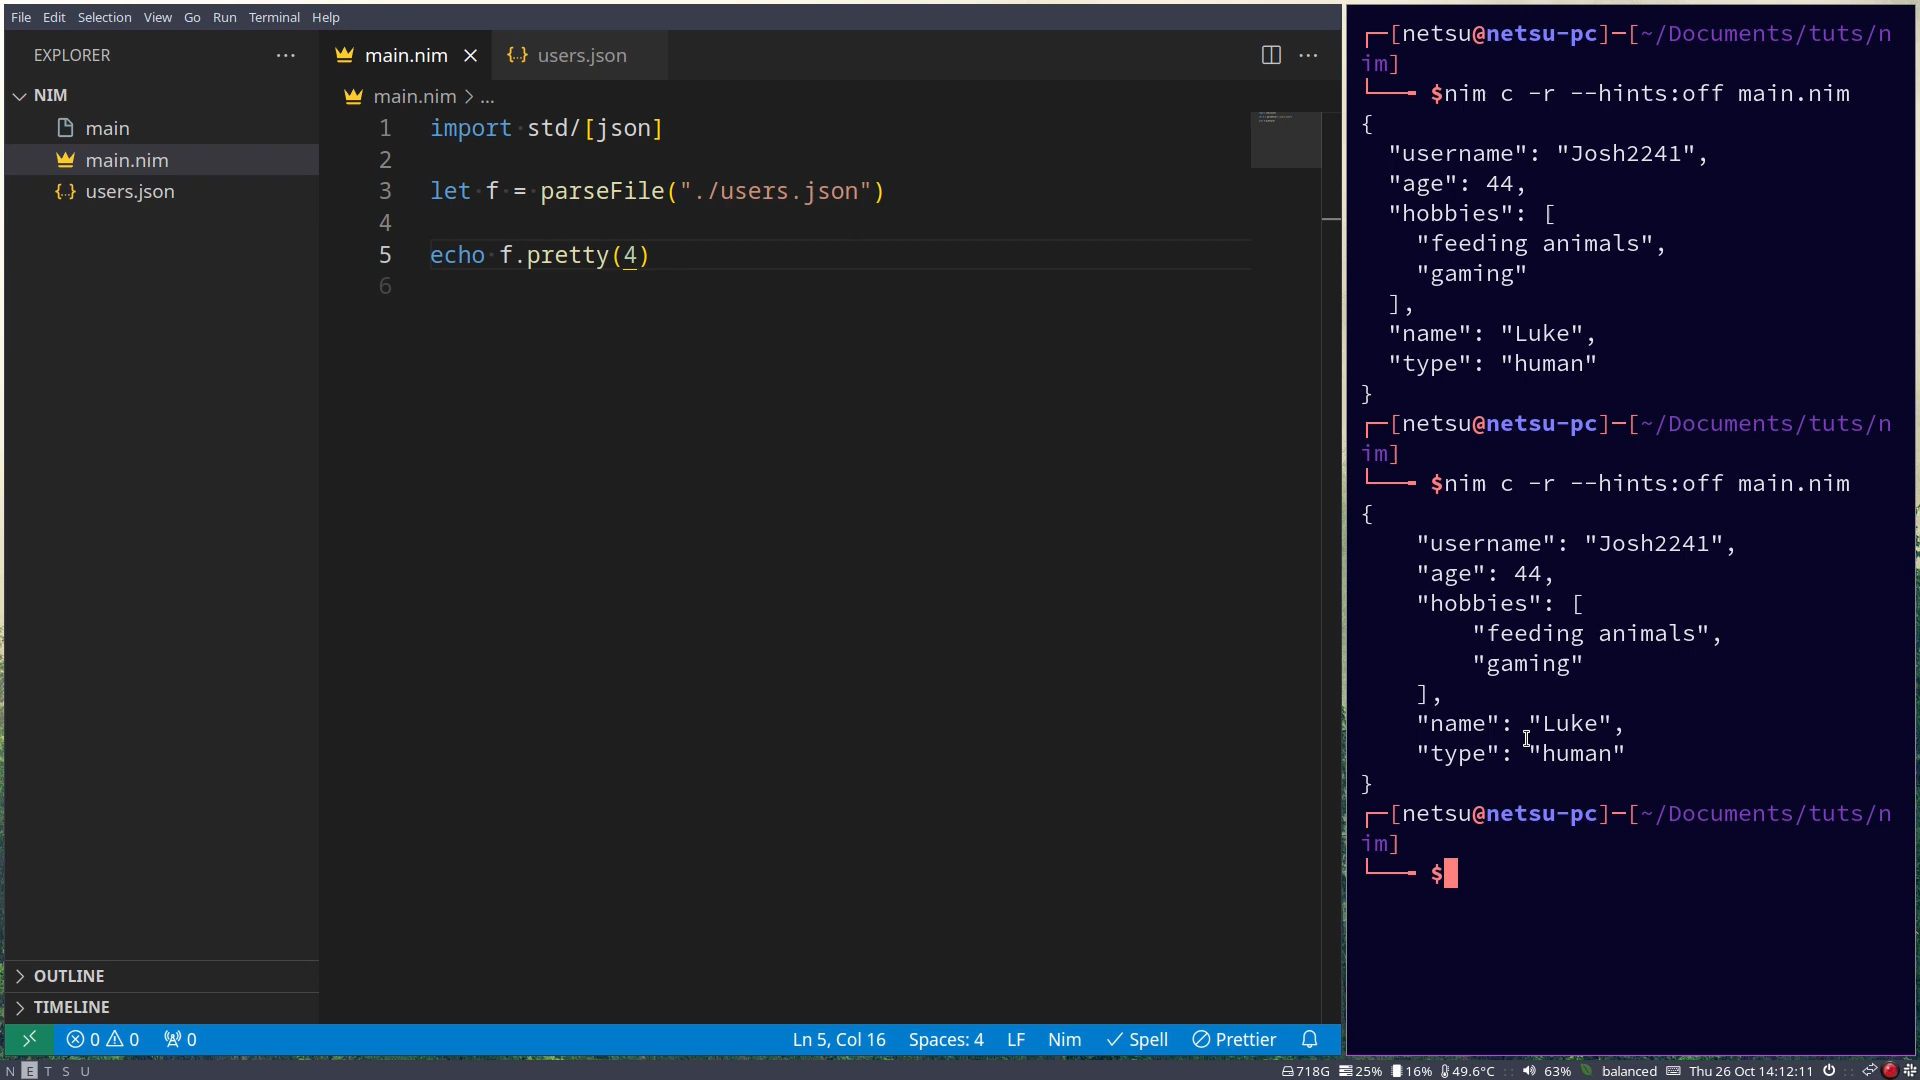 File Edit Selection View Go Run Terminal Help
EXPLORER ···
NIM
main
main.nim
users.json
OUTLINE
TIMELINE
main.nim
{..} users.json
main.nim > ...
1 import std/[json]
2
3 let f = parseFile("./users.json")
4
5 echo f.pretty(4)
6
0 0 0
Ln 5, Col 16 Spaces: 4 LF Nim Spell Prettier
[netsu@netsu-pc]-[~/Documents/tuts/n
im]
$nim c -r --hints:off main.nim
{
"username": "Josh2241",
"age": 44,
"hobbies": [
"feeding animals",
"gaming"
],
"name": "Luke",
"type": "human"
}
[netsu@netsu-pc]-[~/Documents/tuts/n
im]
$nim c -r --hints:off main.nim
{
"username": "Josh2241",
"age": 44,
"hobbies": [
"feeding animals",
"gaming"
],
"name": "Luke",
"type": "human"
}
[netsu@netsu-pc]-[~/Documents/tuts/n
im]
$
N E T S U
718G 25% 16% 49.6°C :: 63% balanced Thu 26 Oct 14:12:11 ::